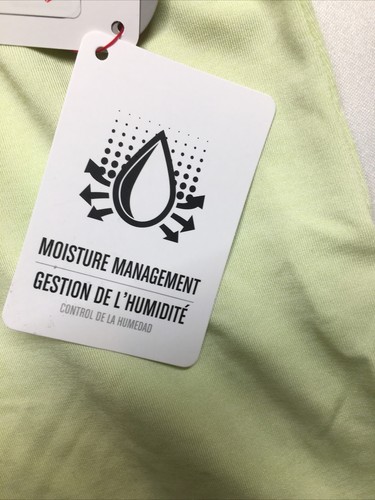 MOISTURE MANAGEMENT
GESTION DE L'HUMIDITÉ
CONTROL DE LA HUMEDAD